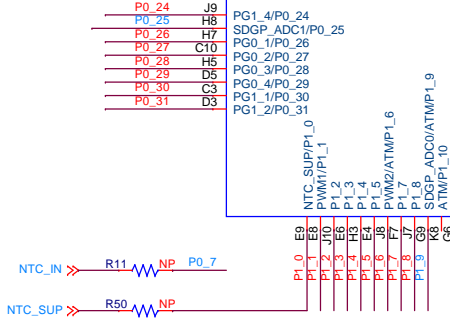 P0_24 J9 PG1_4/P0_24
P0_25 H8 SDGP_ADC1/P0_25
P0_26 H7 PG0_1/P0_26
P0_27 C10 PG0_2/P0_27
P0_28 H5 PG0_3/P0_28
P0_29 D5 PG0_4/P0_29
P0_30 C3 PG1_1/P0_30
P0_31 D3 PG1_2/P0_31
NTC_SUP/P1_0
PWM1/P1_1
P1_2
P1_3
P1_4
P1_5
PWM2/ATM/P1_6
P1_7
P1_8
SDGP_ADC0/ATM/P1_9
ATM/P1_10
P1_0 E9
P1_1 E8
P1_2 J10
P1_3 E6
P1_4 H3
P1_5 E4
P1_6 J8
P1_7 F7
P1_8 J7
P1_9 G9
K8
NTC_IN R11 NP P0_7
NTC_SUP R50 NP